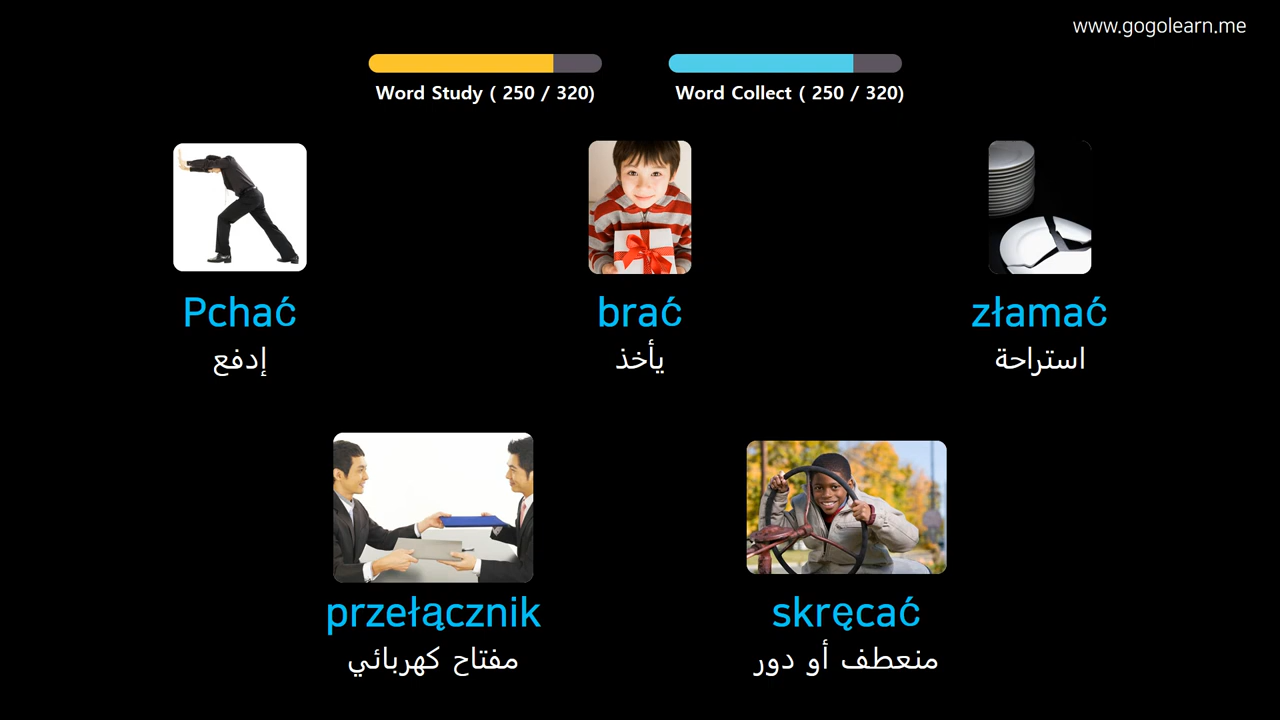 www.gogolearn.me
Word Study ( 250 / 320)
Word Collect ( 250 / 320)
Pchać
إدفع
brać
يأخذ
złamać
استراحة
przełącznik
مفتاح كهربائي
skręcać
منعطف أو دور